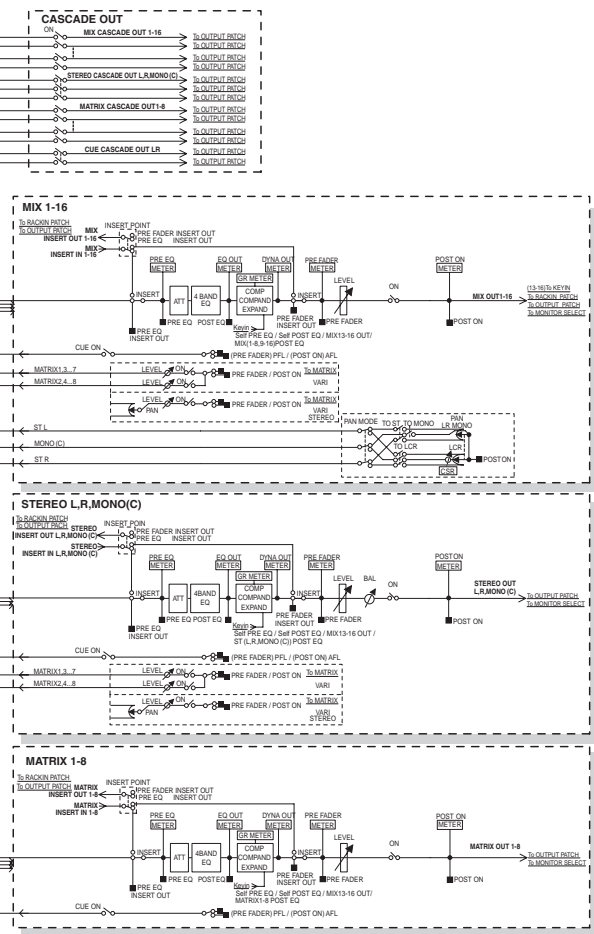 CASCADE OUT
ON
MIX CASCADE OUT 1-16
To OUTPUT PATCH
To OUTPUT PATCH
To OUTPUT PATCH
To OUTPUT PATCH
STEREO CASCADE OUT L,R,MONO(C)
To OUTPUT PATCH
To OUTPUT PATCH
To OUTPUT PATCH
MATRIX CASCADE OUT1-8
To OUTPUT PATCH
To OUTPUT PATCH
To OUTPUT PATCH
To OUTPUT PATCH
CUE CASCADE OUT LR
To OUTPUT PATCH
To OUTPUT PATCH
MIX 1-16
To RACKIN PATCH
To OUTPUT PATCH
MIX
INSERT OUT 1-16
MIX
INSERT IN 1-16
INSERT POINT
PRE FADER INSERT OUT
PRE EQ INSERT OUT
PRE EQ
METER
EQ OUT
METER
DYNA OUT
METER
PRE FADER
METER
POST ON
METER
GR METER
LEVEL
ON
INSERT
ATT
4 BAND
EQ
COMP
COMPAND
EXPAND
INSERT
MIX OUT1-16
(13-16)To KEYIN
To RACKIN PATCH
To OUTPUT PATCH
To MONITOR SELECT
PRE EQ
POST EQ
PRE FADER
INSERT OUT
PRE FADER
POST ON
PRE EQ
INSERT OUT
Keyin
Self PRE EQ / Self POST EQ / MIX13-16 OUT/
MIX(1-8,9-16)POST EQ
CUE ON
(PRE FADER) PFL / (POST ON) AFL
MATRIX1,3...7
LEVEL
ON
MATRIX2,4...8
LEVEL
PRE FADER / POST ON
To MATRIX
VARI
LEVEL
ON
PAN
PRE FADER / POST ON
To MATRIX
VARI
STEREO
ST L
MONO (C)
ST R
PAN MODE
TO ST, TO MONO
PAN
LR MONO
TO LCR
LCR
CSR
POST ON
STEREO L,R,MONO(C)
To RACKIN PATCH
To OUTPUT PACH
STEREO
INSERT OUT L,R,MONO (C)
STEREO
INSERT IN L,R,MONO (C)
INSERT POIN
PRE FADER INSERT OUT
PRE EQ INSERT OUT
PRE EQ
METER
EQ OUT
METER
DYNA OUT
METER
PRE FADER
METER
POST ON
METER
GR METER
LEVEL
BAL
ON
INSERT
ATT
4BAND
EQ
COMP
COMPAND
EXPAND
INSERT
STEREO OUT
L,R,MONO (C)
To OUTPUT PATCH
To MONITOR SELECT
PRE EQ
POST EQ
PRE FADER
INSERT OUT
PRE FADER
POST ON
PRE EQ
INSERT OUT
Keyin
Self PRE EQ / Self POST EQ / MIX13-16 OUT /
ST (L,R,MONO (C)) POST EQ
CUE ON
(PRE FADER) PFL / (POST ON) AFL
MATRIX1,3...7
LEVEL
ON
MATRIX2,4...8
LEVEL
PRE FADER / POST ON
To MATRIX
VARI
LEVEL
ON
PAN
PRE FADER / POST ON
To MATRIX
VARI
STEREO
MATRIX 1-8
To RACKIN PATCH
To OUTPUT PATCH
MATRIX
INSERT OUT 1-8
MATRIX
INSERT IN 1-8
INSERT POINT
PRE FADER INSERT OUT
PRE EQ INSERT OUT
PRE EQ
METER
EQ OUT
METER
DYNA OUT
METER
PRE FADER
METER
POST ON
METER
GR METER
LEVEL
ON
INSERT
ATT
4BAND
EQ
COMP
COMPAND
EXPAND
INSERT
MATRIX OUT 1-8
To OUTPUT PATCH
To MONITOR SELECT
PRE EQ
POST EQ
PRE FADER
INSERT OUT
PRE FADER
POST ON
PRE EQ
INSERT OUT
Keyin
Self PRE EQ / Self POST EQ / MIX13-16 OUT/
MATRIX1-8 POST EQ
CUE ON
(PRE FADER) PFL / (POST ON) AFL